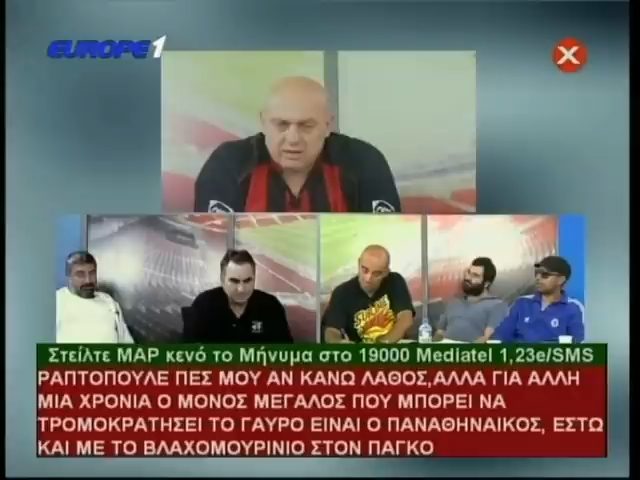 EUROPE1
X
Στείλτε ΜΑΡ κενό το Μήνυμα στο 19000 Mediatel 1,23e/SMS
ΡΑΠΤΟΠΟΥΛΕ ΠΕΣ ΜΟΥ ΑΝ ΚΑΝΩ ΛΑΘΟΣ,ΑΛΛΑ ΓΙΑ ΑΛΛΗ
ΜΙΑ ΧΡΟΝΙΑ Ο ΜΟΝΟΣ ΜΕΓΑΛΟΣ ΠΟΥ ΜΠΟΡΕΙ ΝΑ
ΤΡΟΜΟΚΡΑΤΗΣΕΙ ΤΟ ΓΑΥΡΟ ΕΙΝΑΙ Ο ΠΑΝΑΘΗΝΑΙΚΟΣ, ΕΣΤΩ
ΚΑΙ ΜΕ ΤΟ ΒΛΑΧΟΜΟΥΡΙΝΙΟ ΣΤΟΝ ΠΑΓΚΟ